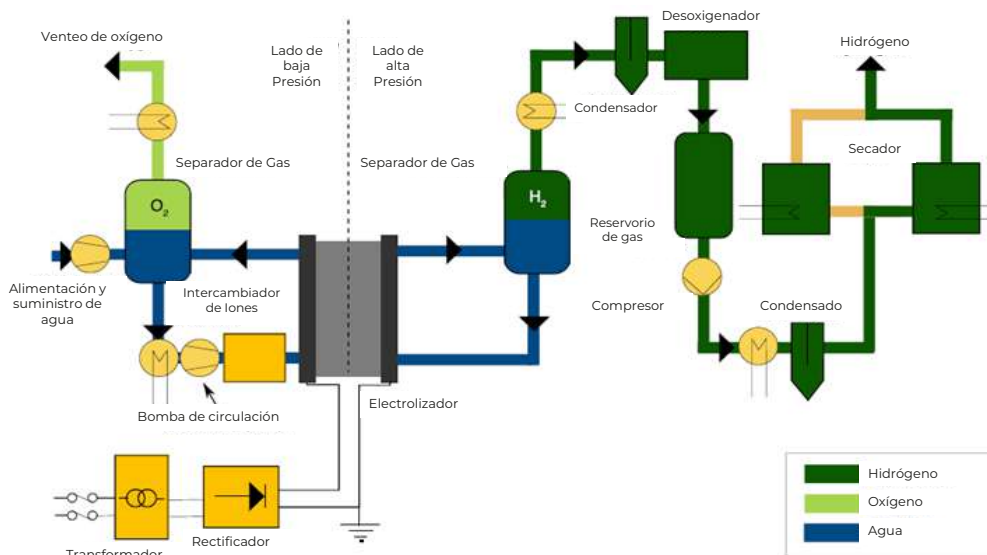 Venteo de oxígeno
Lado de
baja
Presión
Lado de
alta
Presión
Desoxigenador
Hidrógeno
Condensador
Separador de Gas
Separador de Gas
Secador
O₂
H₂
Reservorio
de gas
Alimentación y
suministro de
agua
Intercambiador
de Iones
Compresor
Condensado
Bomba de circulación
Electrolizador
Hidrógeno
Oxígeno
Agua
Rectificador
Transformador